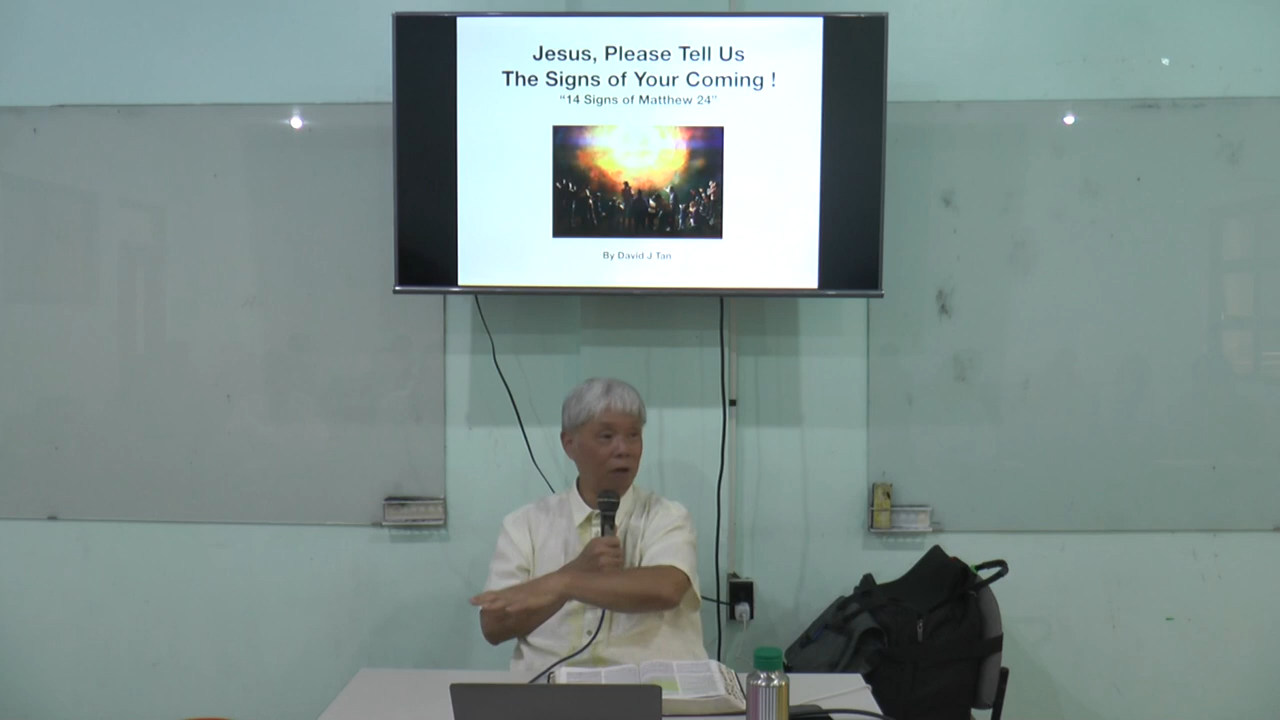 Jesus, Please Tell Us
The Signs of Your Coming !
“14 Signs of Matthew 24”
By David J Tan